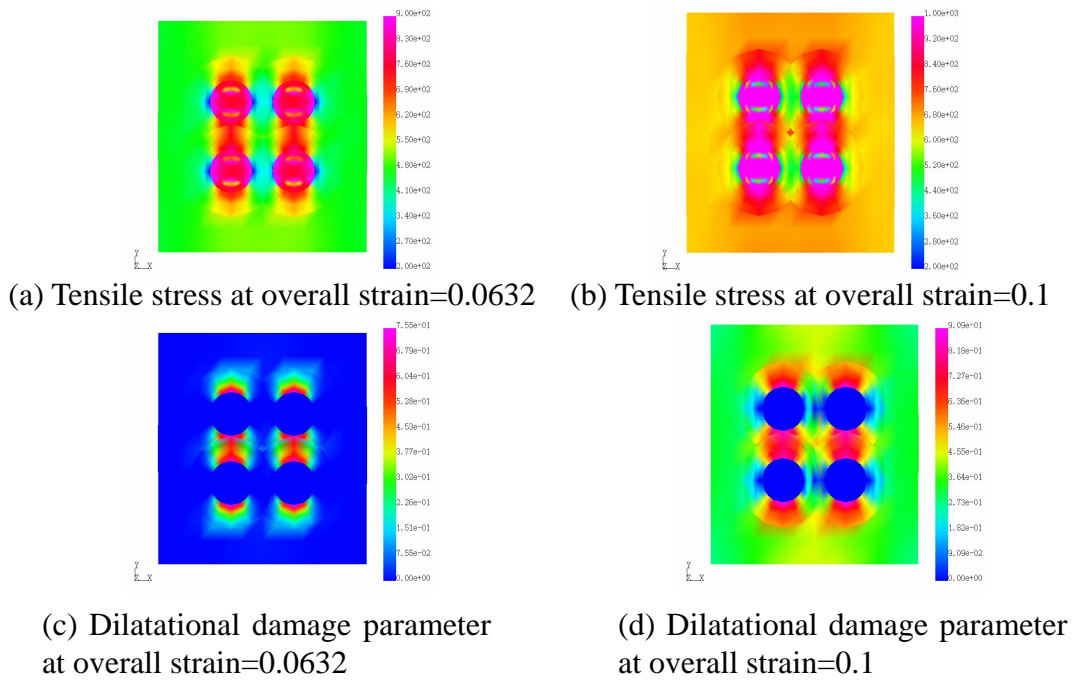 9.00e+02
8.30e+02
7.60e+02
6.90e+02
6.20e+02
5.50e+02
4.80e+02
4.10e+02
3.40e+02
2.70e+02
2.00e+02
Y
Z X
1.00e+03
9.20e+02
8.40e+02
7.60e+02
6.80e+02
6.00e+02
5.20e+02
4.40e+02
3.60e+02
2.80e+02
2.00e+02
Y
Z X
(a) Tensile stress at overall strain=0.0632
(b) Tensile stress at overall strain=0.1
7.55e-01
6.79e-01
6.04e-01
5.28e-01
4.53e-01
3.77e-01
3.02e-01
2.26e-01
1.51e-01
7.55e-02
0.00e+00
Y
Z X
9.09e-01
8.18e-01
7.27e-01
6.36e-01
5.46e-01
4.55e-01
3.64e-01
2.73e-01
1.82e-01
9.09e-02
0.00e+00
Y
Z X
(c) Dilatational damage parameter
at overall strain=0.0632
(d) Dilatational damage parameter
at overall strain=0.1